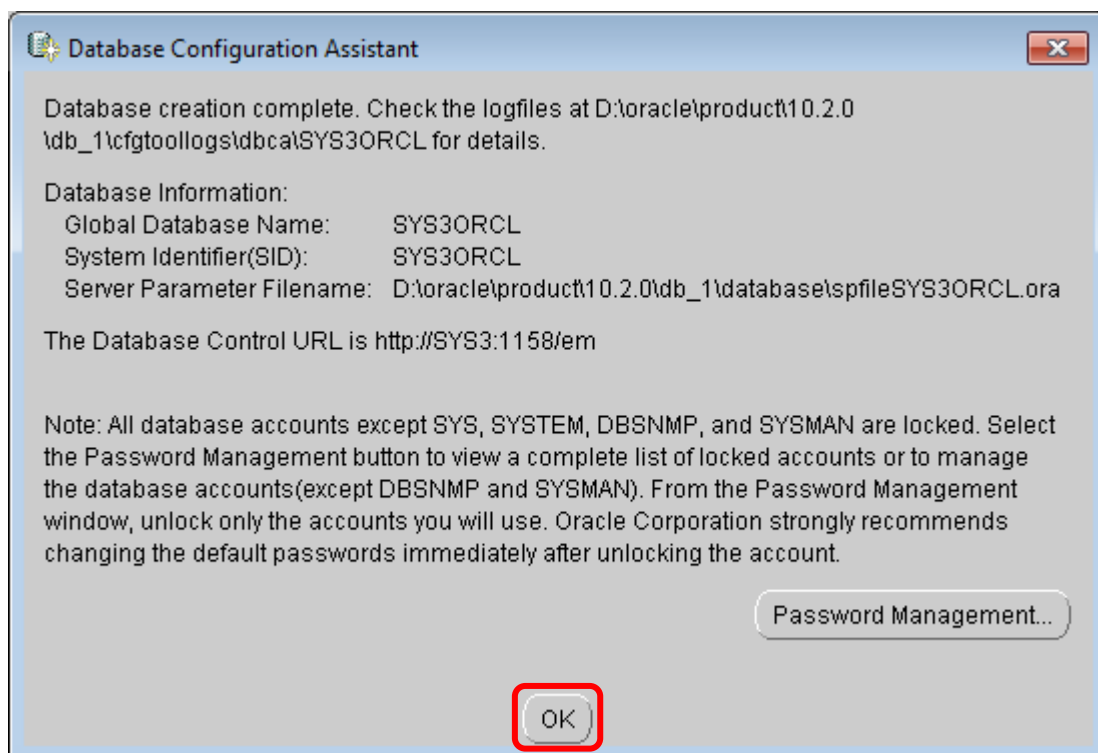 Database Configuration Assistant
Database creation complete. Check the logfiles at D:\oracle\product\10.2.0
\db_1\cfgtoollogs\dbca\SYS3ORCL for details.
Database Information:
Global Database Name: SYS3ORCL
System Identifier(SID): SYS3ORCL
Server Parameter Filename: D:\oracle\product\10.2.0\db_1\database\spfileSYS3ORCL.ora
The Database Control URL is http://SYS3:1158/em
Note: All database accounts except SYS, SYSTEM, DBSNMP, and SYSMAN are locked. Select
the Password Management button to view a complete list of locked accounts or to manage
the database accounts(except DBSNMP and SYSMAN). From the Password Management
window, unlock only the accounts you will use. Oracle Corporation strongly recommends
changing the default passwords immediately after unlocking the account.
Password Management...
OK